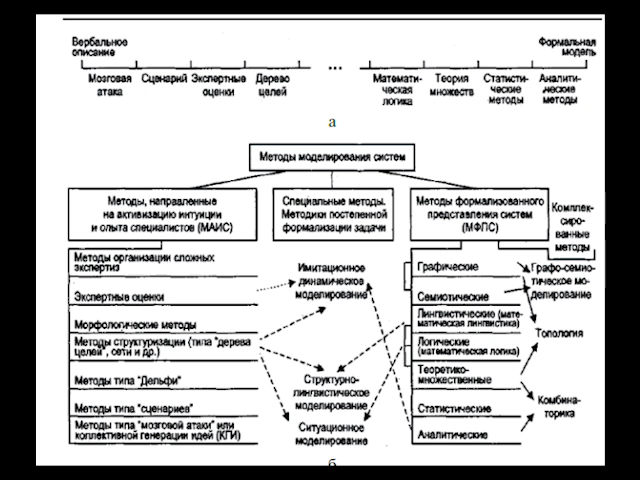 Вербальное
описание
Формальная
модель
Мозговая
атака
Сценарий
Экспертные
оценки
Дерево
целей
...
Математи-
ческая
логика
Теория
множеств
Статисти-
ческие
методы
Аналити-
ческие
методы
а
Методы моделирования систем
Методы, направленные
на активизацию интуиции
и опыта специалистов (МАИС)
Специальные методы.
Методики постепенной
формализации задачи
Методы формализованного
представления систем
(МФПС)
Комплек-
сиро-
ванные
методы
Методы организации сложных
экспертиз
Экспертные оценки
Морфологические методы
Методы структуризации (типа "дерева
целей", сети и др.)
Методы типа "Дельфи"
Методы типа "сценариев"
Методы типа "мозговой атаки" или
коллективной генерации идей (КГИ)
Имитационное
динамическое
моделирование
Структурно-
лингвистическое
моделирование
Ситуационное
моделирование
Графические
Семиотические
Лингвистические (мате-
матическая лингвистика)
Логические
(математическая логика)
Теоретико-
множественные
Статистические
Аналитические
Графо-семио-
тическое мо-
делирование
Топология
Комбина-
торика
б